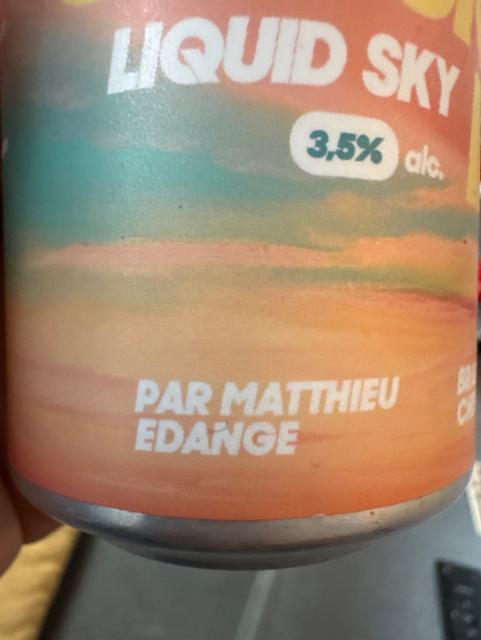 LIQUID SKY
3,5% alc.
PAR MATTHIEU
EDANGE